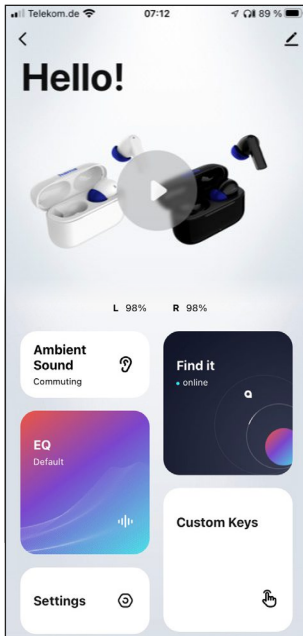 Telekom.de 07:12 89 %
Hello!
L 98% R 98%
Ambient
Sound
Commuting
Find it
online
EQ
Default
Custom Keys
Settings